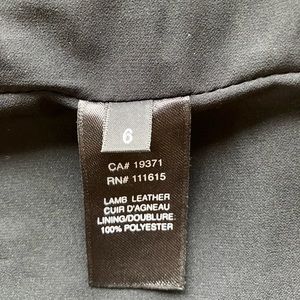 6
CA# 19371
RN# 111615
LAMB LEATHER
CUIR D'AGNEAU
LINING/DOUBLURE:
100% POLYESTER